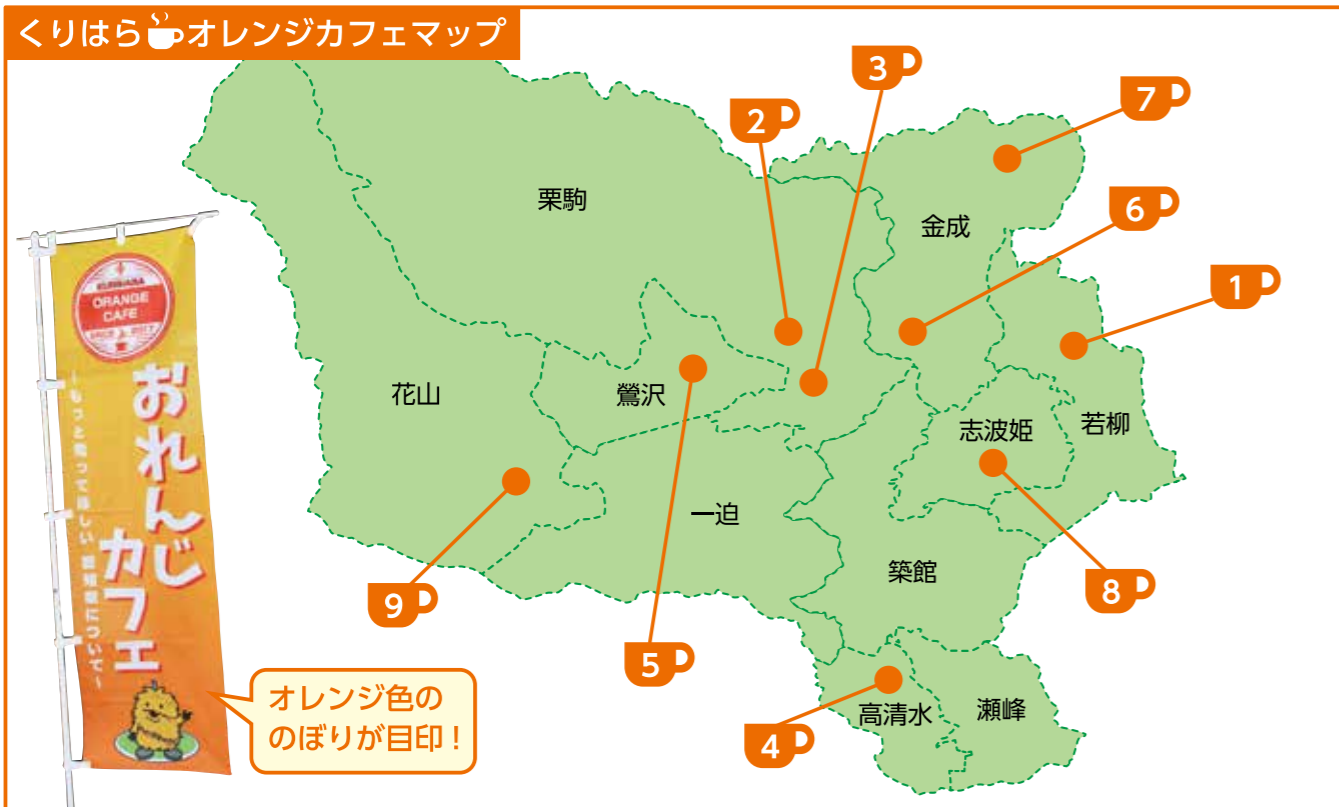 くりはら オレンジカフェマップ
3
7
2
栗駒
6
金成
1
花山
鶯沢
志波姫
若柳
一迫
築館
9
8
5
高清水
瀬峰
4
ORANGE
CAFE
おれんじ
カフェ
オレンジ色の
のぼりが目印！